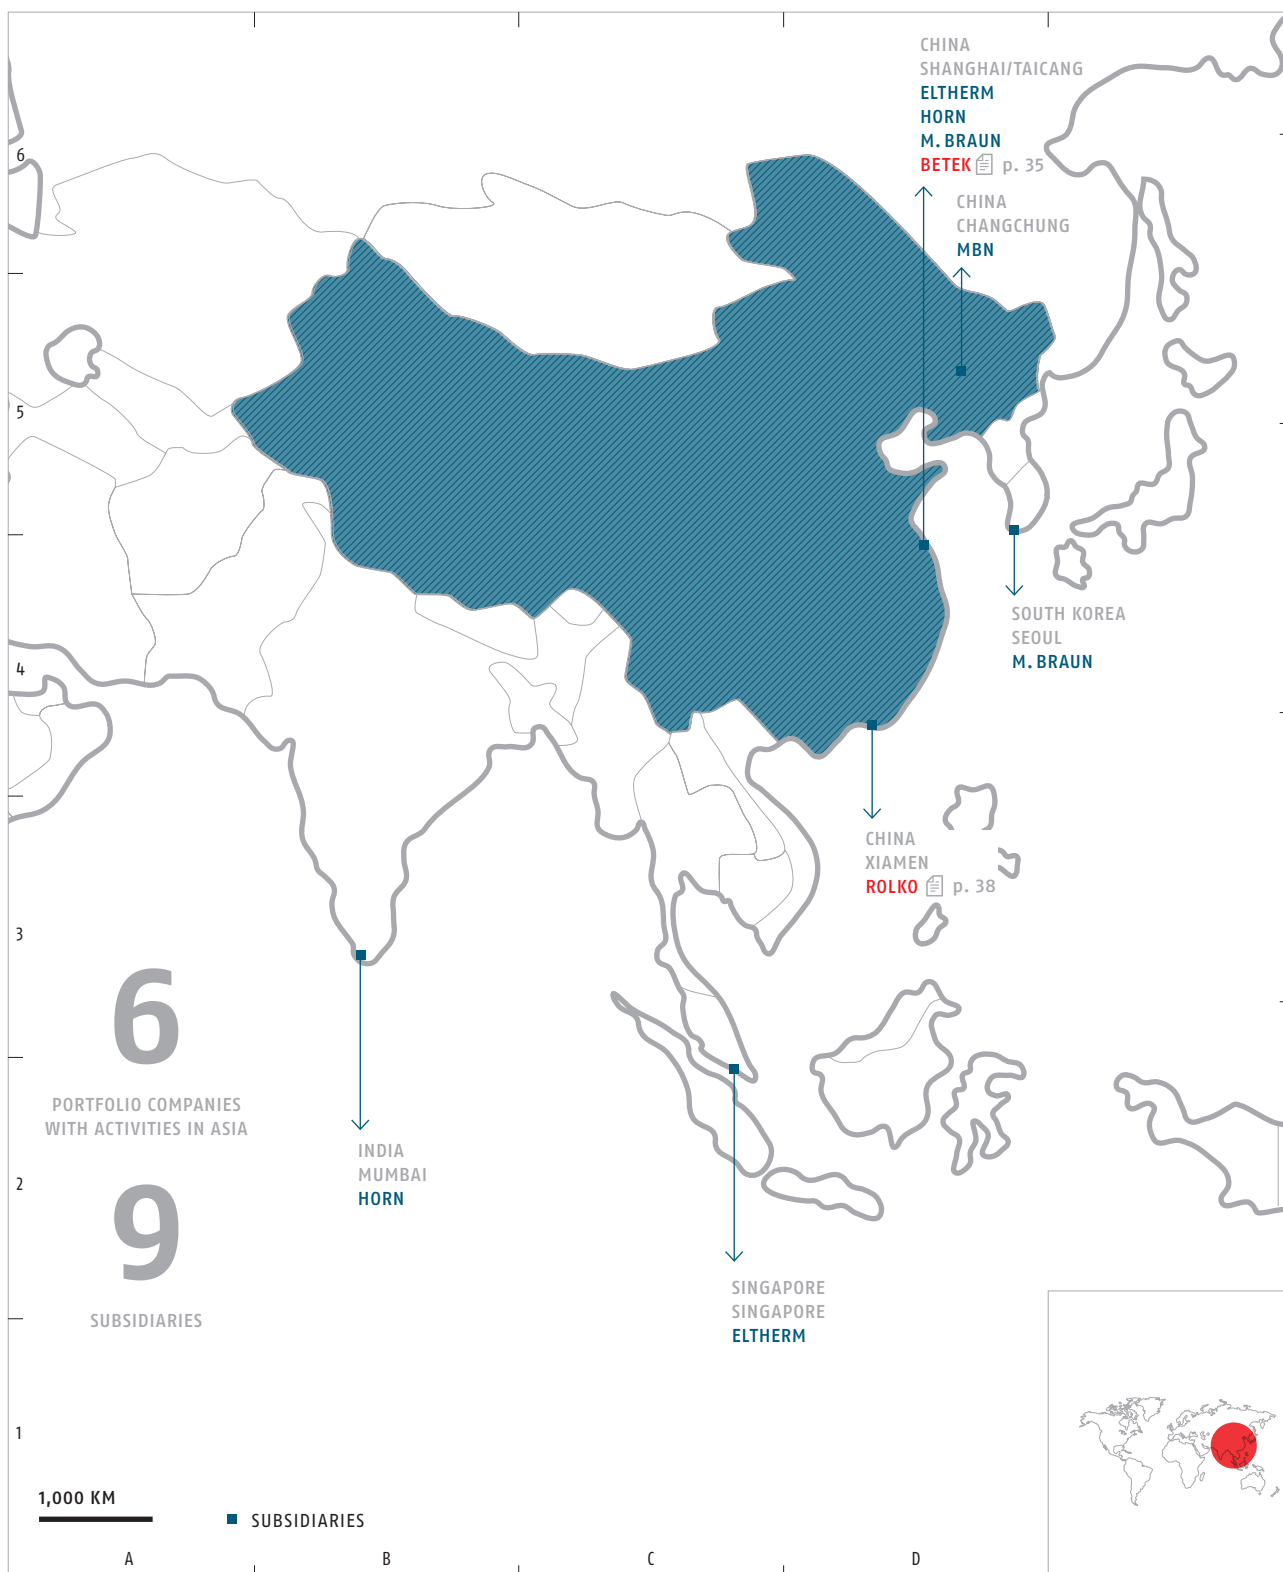 CHINA
SHANGHAI/TAICANG
ELTHERM
HORN
M. BRAUN
BETEK p. 35
CHINA
CHANGCHUNG
MBN
6
5
4
3
2
1
SOUTH KOREA
SEOUL
M. BRAUN
CHINA
XIAMEN
ROLKO p. 38
6
PORTFOLIO COMPANIES
WITH ACTIVITIES IN ASIA
9
SUBSIDIARIES
INDIA
MUMBAI
HORN
SINGAPORE
SINGAPORE
ELTHERM
1,000 KM
SUBSIDIARIES
A B C D